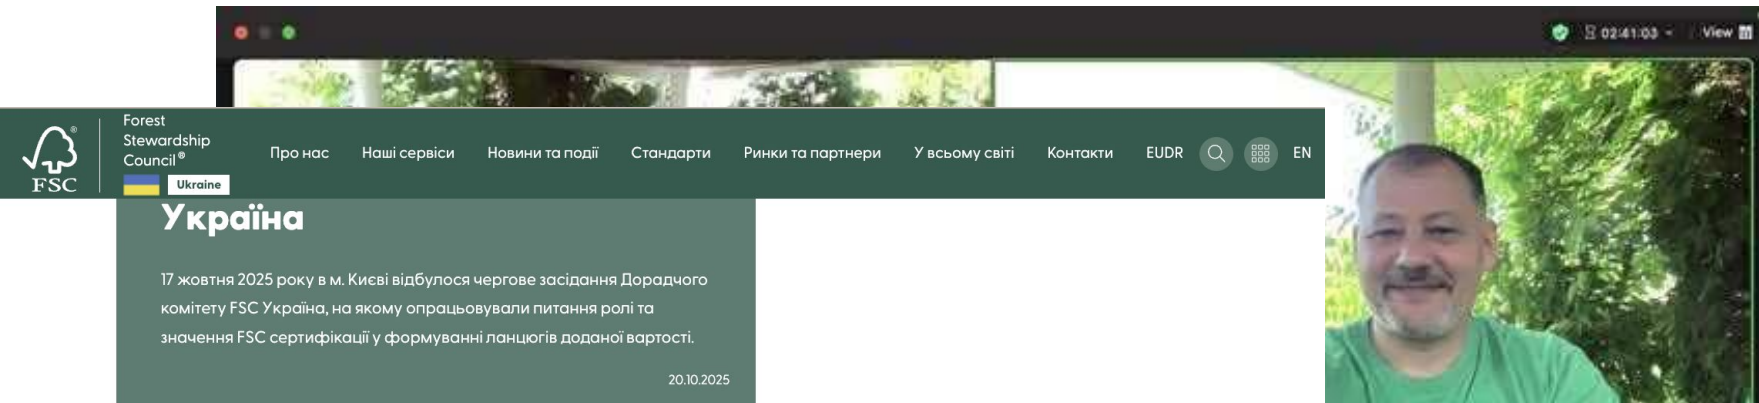 02:41:03 View
Forest
Stewardship
Council®
FSC
Ukraine
Про нас Наші сервіси Новини та події Стандарти Ринки та партнери У всьому світі Контакти EUDR EN
Україна
17 жовтня 2025 року в м. Києві відбулося чергове засідання Дорадчого
комітету FSC Україна, на якому опрацьовували питання ролі та
значення FSC сертифікації у формуванні ланцюгів доданої вартості.
20.10.2025